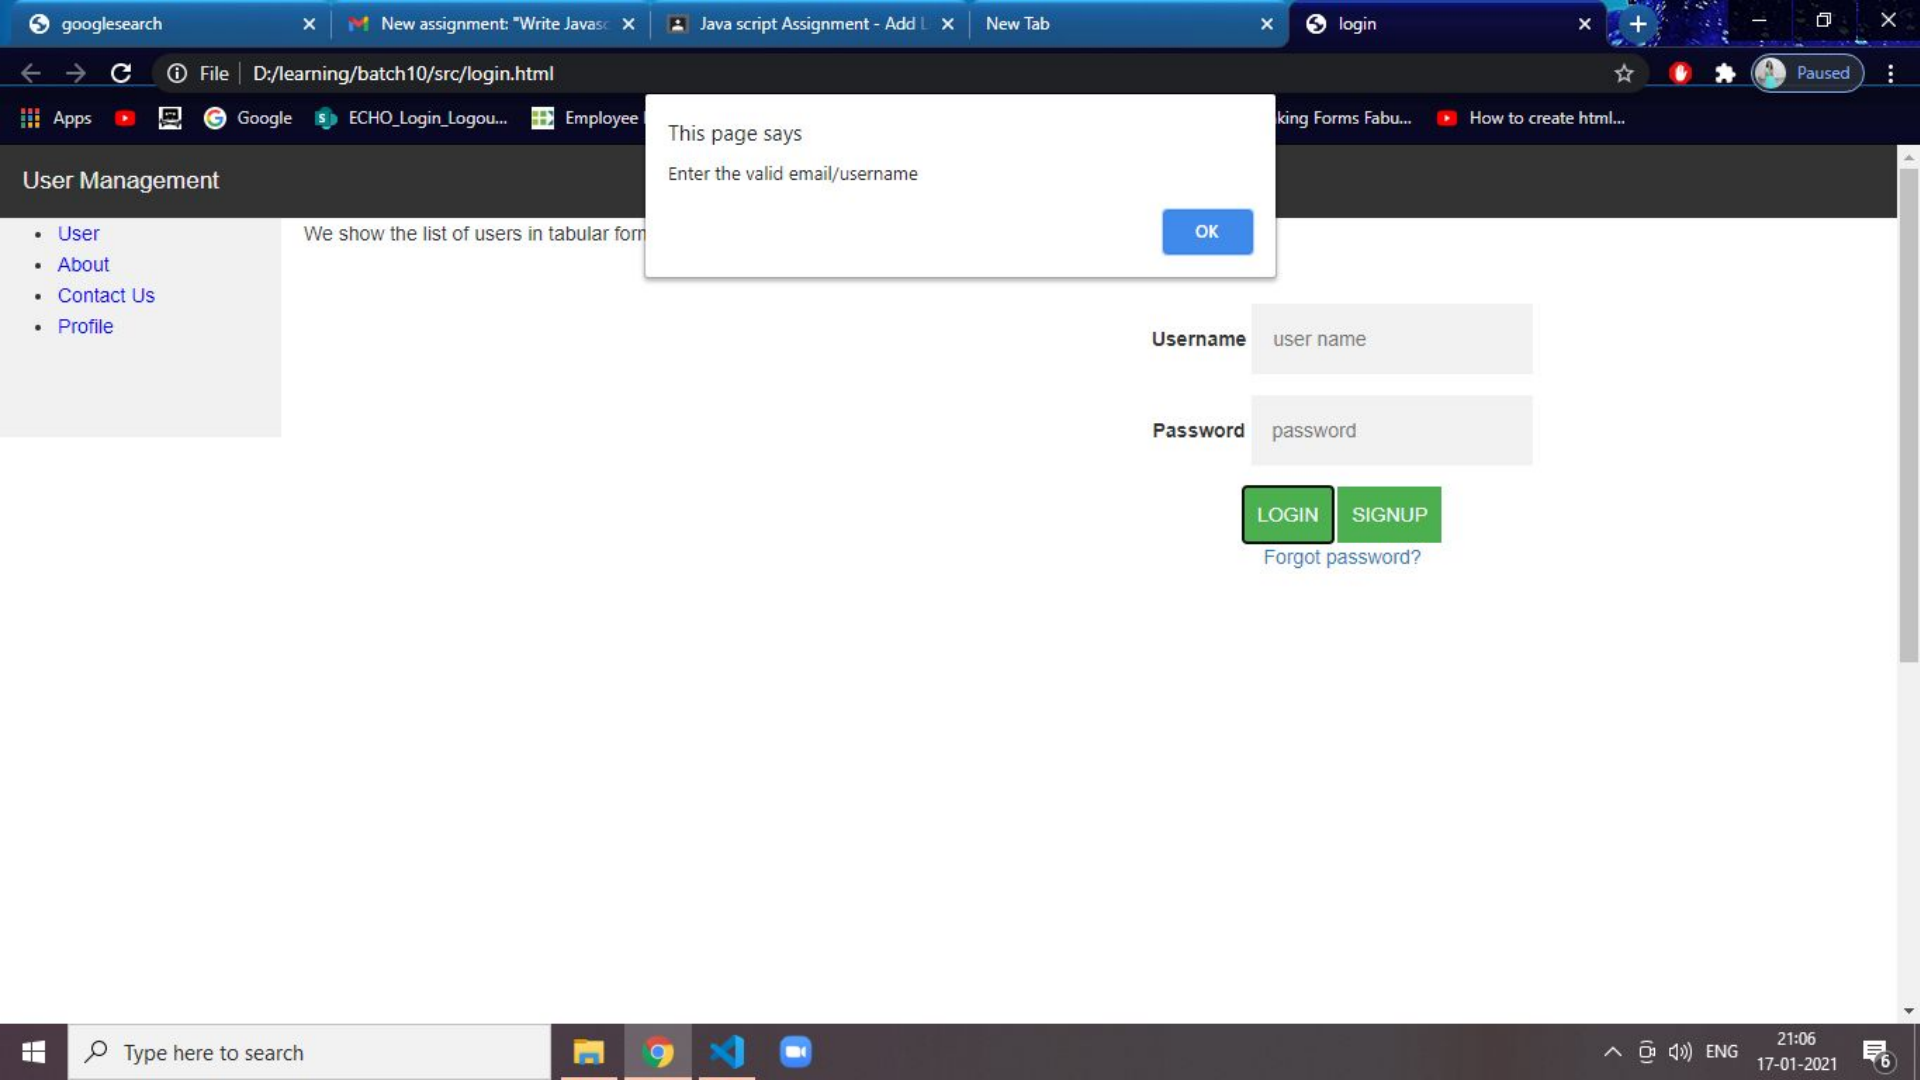 googlesearch
New assignment: "Write Javasc
Java script Assignment - Add L
New Tab
login
File
D:/learning/batch10/src/login.html
Paused
Apps
Google
ECHO_Login_Logou...
Employee
king Forms Fabu...
How to create html...
This page says
Enter the valid email/username
OK
User Management
User
About
Contact Us
Profile
We show the list of users in tabular form
Username
user name
Password
password
LOGIN
SIGNUP
Forgot password?
Type here to search
ENG
21:06
17-01-2021
6